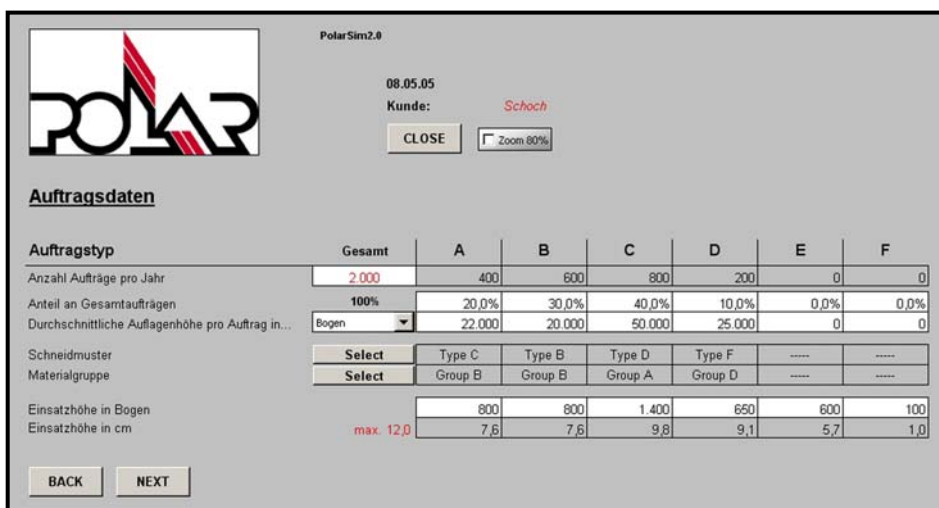 PolarSim2.0
POLAR
08.05.05
Kunde: Schoch
CLOSE Zoom 80%
Auftragsdaten
Auftragstyp Gesamt A B C D E F
Anzahl Aufträge pro Jahr 2.000 400 600 800 200 0 0
Anteil an Gesamtaufträgen 100% 20,0% 30,0% 40,0% 10,0% 0,0% 0,0%
Durchschnittliche Auflagenhöhe pro Auftrag in... Bogen 22.000 20.000 50.000 25.000 0 0
Schneidmuster Select Type C Type B Type D Type F ----- -----
Materialgruppe Select Group B Group B Group A Group D ----- -----
Einsatzhöhe in Bogen 800 800 1.400 650 600 100
Einsatzhöhe in cm max. 12,0 7,6 7,6 9,8 9,1 5,7 1,0
BACK NEXT